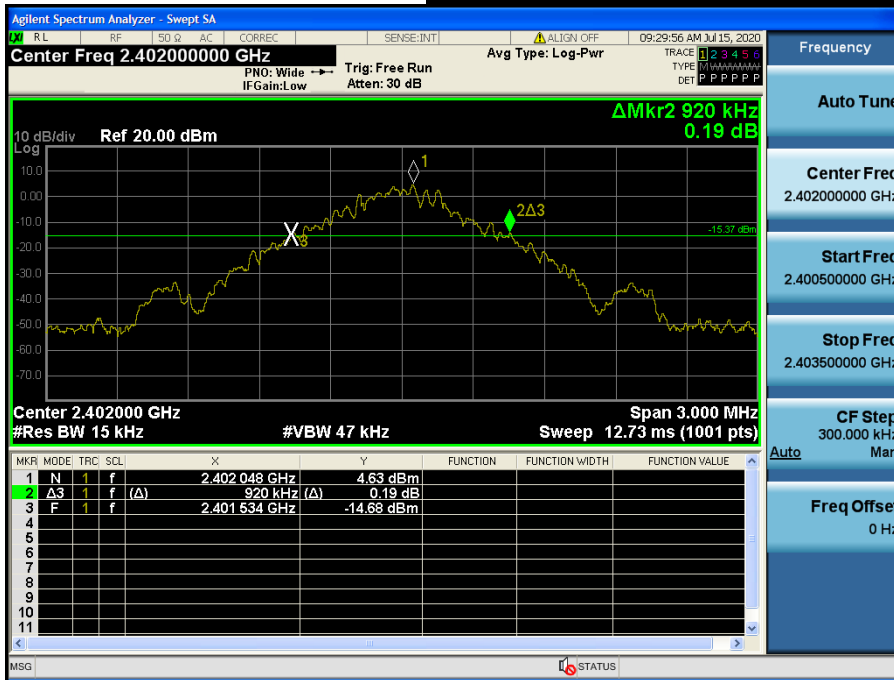 Agilent Spectrum Analyzer - Swept SA
LXI RL RF 50 Ω AC CORREC SENSE:INT ALIGN OFF 09:29:56 AM Jul 15, 2020
Center Freq 2.402000000 GHz
PNO: Wide
IFGain:Low
Trig: Free Run
Atten: 30 dB
Avg Type: Log-Pwr
TRACE 1 2 3 4 5 6
TYPE M
DET P P P P P P
ΔMkr2 920 kHz
0.19 dB
10 dB/div Ref 20.00 dBm
Log
10.0
0.00
-10.0
-20.0
-30.0
-40.0
-50.0
-60.0
-70.0
1
2Δ3
3
-15.37 dBm
Center 2.402000 GHz Span 3.000 MHz
#Res BW 15 kHz #VBW 47 kHz Sweep 12.73 ms (1001 pts)
MKR MODE TRC SCL X Y FUNCTION FUNCTION WIDTH FUNCTION VALUE
1 N 1 f 2.402 048 GHz 4.63 dBm
2 Δ3 1 f (Δ) 920 kHz (Δ) 0.19 dB
3 F 1 f 2.401 534 GHz -14.68 dBm
4
5
6
7
8
9
10
11
MSG STATUS
Frequency
Auto Tune
Center Freq
2.402000000 GHz
Start Freq
2.400500000 GHz
Stop Freq
2.403500000 GHz
CF Step
300.000 kHz
Auto Man
Freq Offset
0 Hz